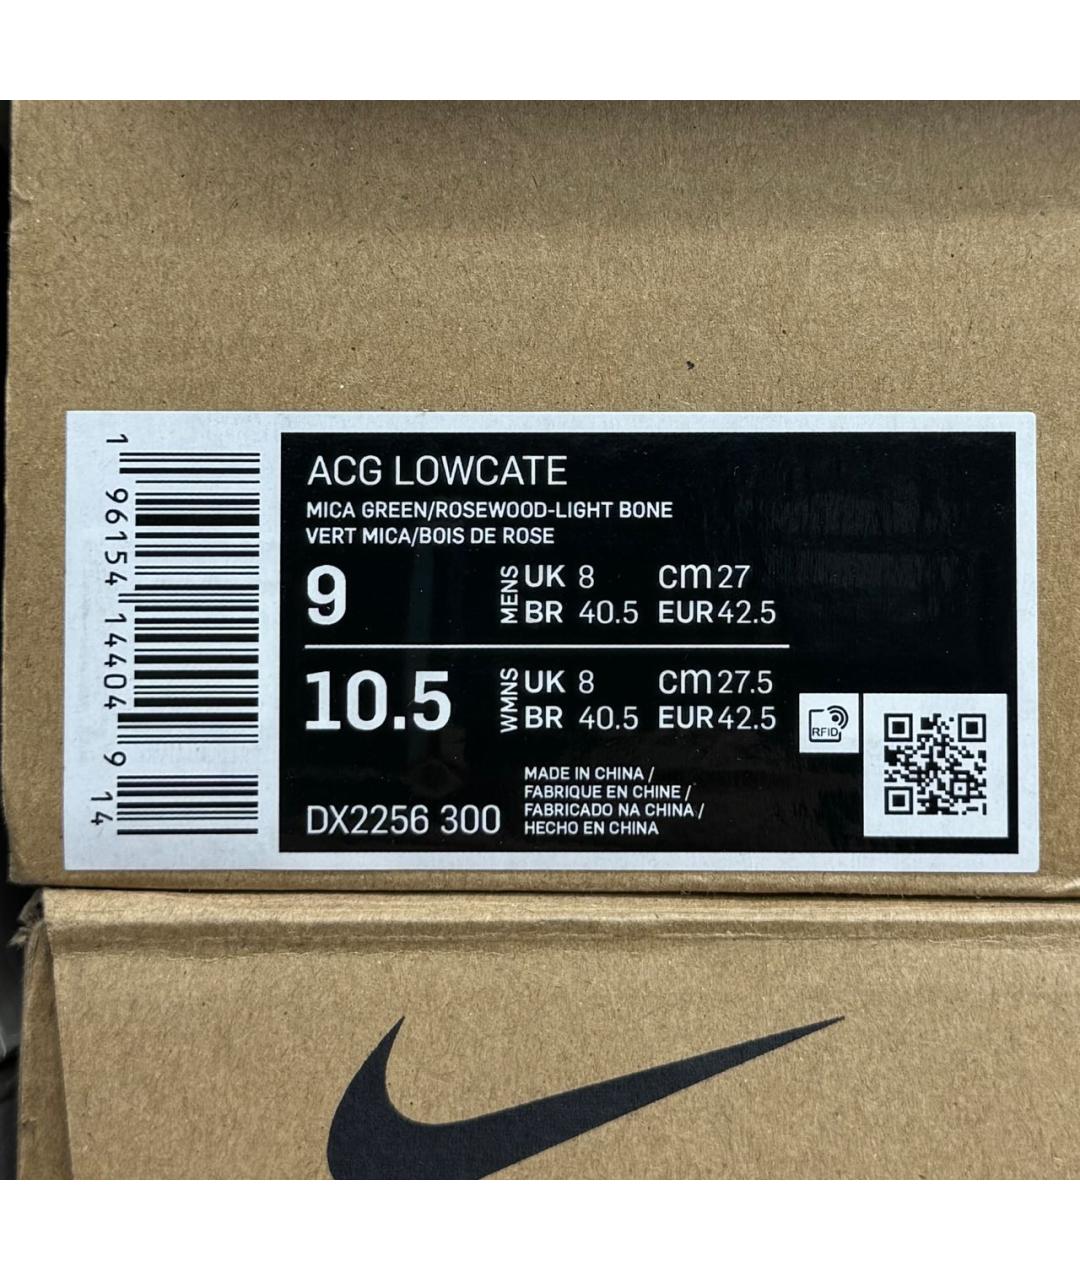 ACG LOWCATE
MICA GREEN/ROSEWOOD-LIGHT BONE
VERT MICA/BOIS DE ROSE
9
MENS
UK 8 cm 27
BR 40.5 EUR 42.5
10.5
WMNS
UK 8 cm 27.5
BR 40.5 EUR 42.5
RFID
DX2256 300
MADE IN CHINA /
FABRIQUE EN CHINE /
FABRICADO NA CHINA /
HECHO EN CHINA
1 96154 14404 9 14